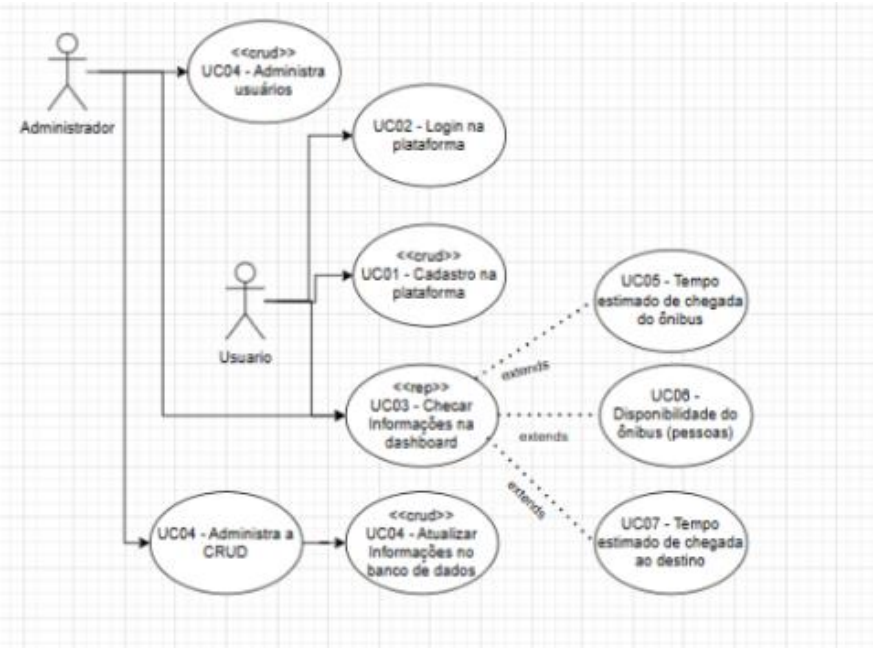 <<crud>>
UC04 - Administra
usuários
Administrador
UC02 - Login na
plataforma
<<crud>>
UC01 - Cadastro na
plataforma
Usuario
UC05 - Tempo
estimado de chegada
do ônibus
extends
<<rep>>
UC03 - Checar
Informações na
dashboard
extends
UC06 -
Disponibilidade do
ônibus (pessoas)
extends
UC04 - Administra a
CRUD
<<crud>>
UC04 - Atualizar
Informações no
banco de dados
UC07 - Tempo
estimado de chegada
ao destino